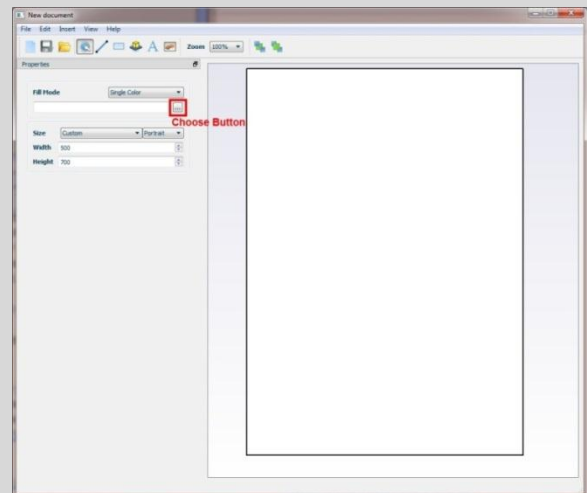 New document
File Edit Insert View Help
A Zoom 100%
Properties
Fill Mode Single Color
...
Choose Button
Size Custom Portrait
Width 500
Height 700